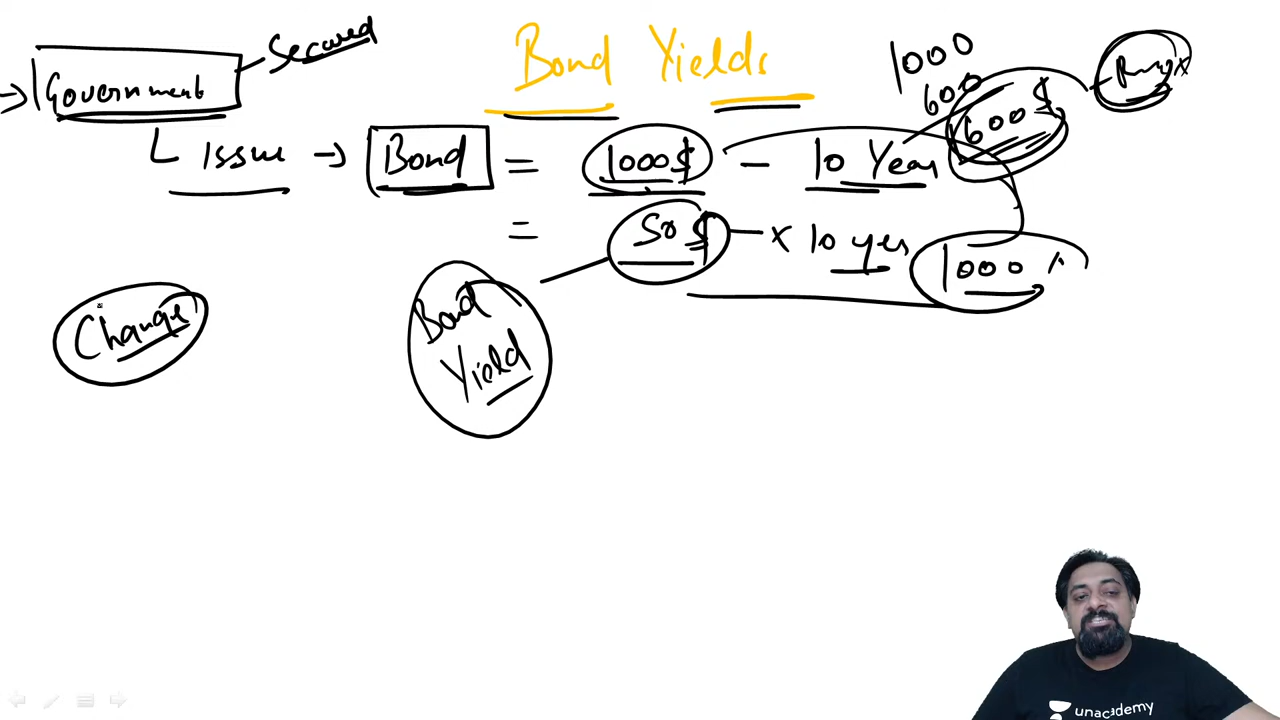 Secured
Bond Yields
1000
600
Government
600 $
Issue → Bond = 1000$ - 10 Year
= 50 $ - x 10 yes
1000
Change
Bond
Yield
unacademy